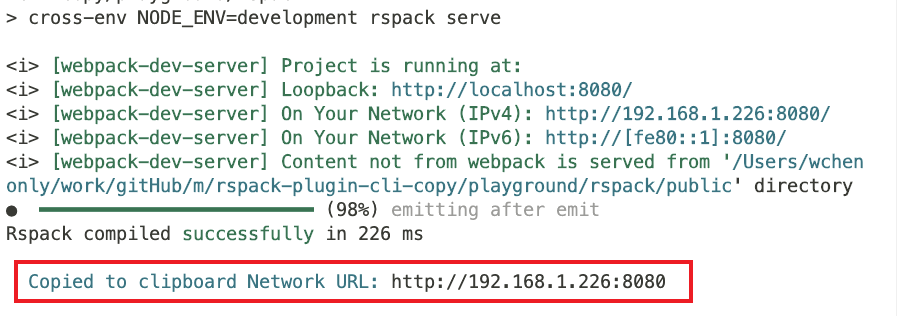 > cross-env NODE_ENV=development rspack serve
<i> [webpack-dev-server] Project is running at:
<i> [webpack-dev-server] Loopback: http://localhost:8080/
<i> [webpack-dev-server] On Your Network (IPv4): http://192.168.1.226:8080/
<i> [webpack-dev-server] On Your Network (IPv6): http://[fe80::1]:8080/
<i> [webpack-dev-server] Content not from webpack is served from '/Users/wchen
only/work/gitHub/m/rspack-plugin-cli-copy/playground/rspack/public' directory
● (98%) emitting after emit
Rspack compiled successfully in 226 ms
Copied to clipboard Network URL: http://192.168.1.226:8080